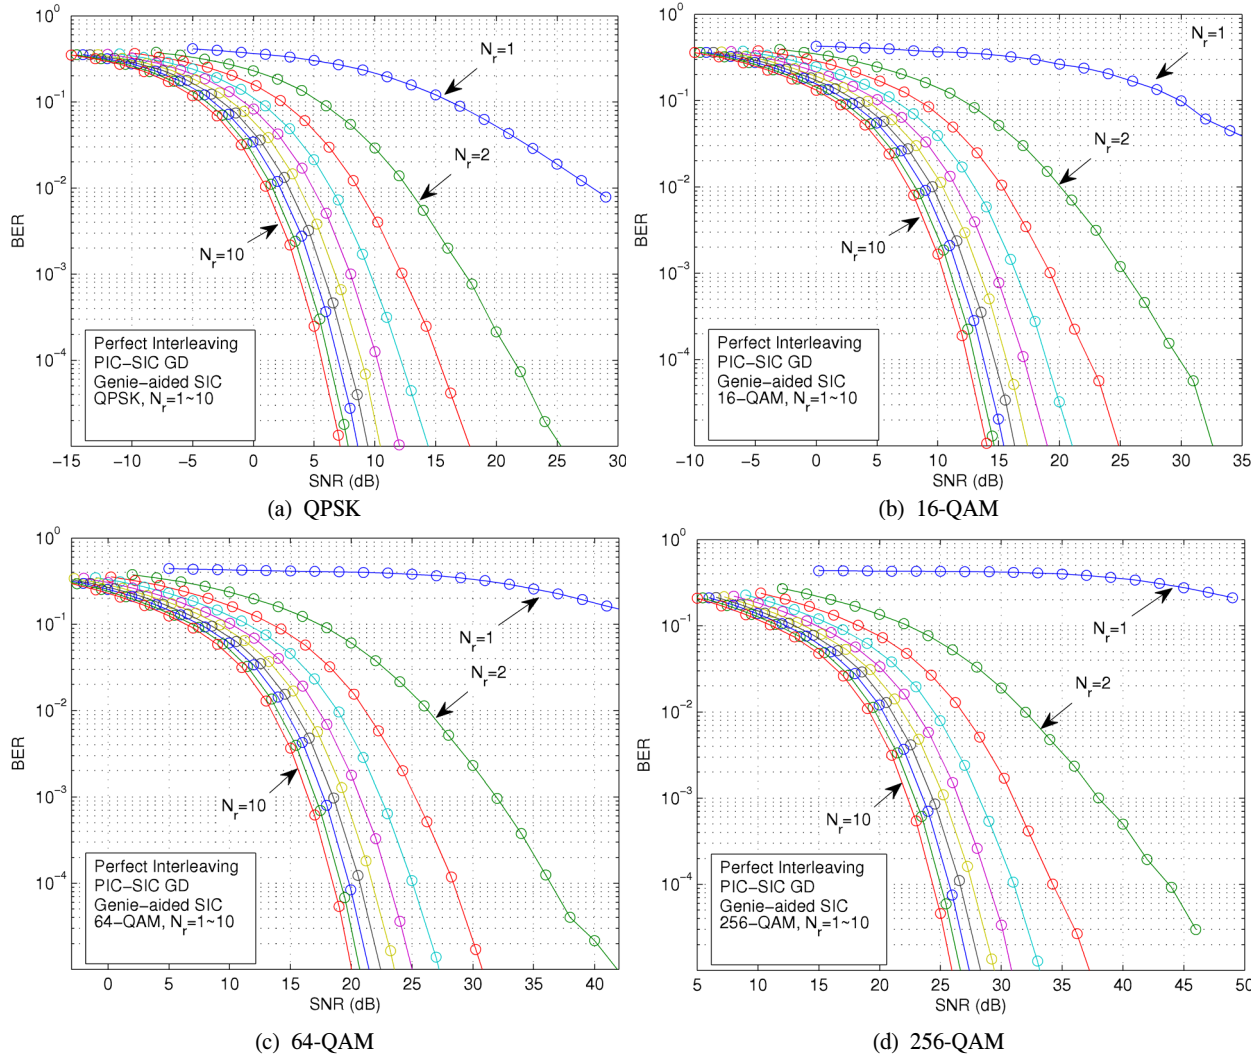 10^0
10^-1
10^-2
10^-3
10^-4
BER
N_r=1
N_r=2
N_r=10
Perfect Interleaving
PIC-SIC GD
Genie-aided SIC
QPSK, N_r=1~10
-15 -10 -5 0 5 10 15 20 25 30
SNR (dB)
(a) QPSK
10^0
10^-1
10^-2
10^-3
10^-4
BER
N_r=1
N_r=2
N_r=10
Perfect Interleaving
PIC-SIC GD
Genie-aided SIC
16-QAM, N_r=1~10
-10 -5 0 5 10 15 20 25 30 35
SNR (dB)
(b) 16-QAM
10^0
10^-1
10^-2
10^-3
10^-4
BER
N_r=1
N_r=2
N_r=10
Perfect Interleaving
PIC-SIC GD
Genie-aided SIC
64-QAM, N_r=1~10
0 5 10 15 20 25 30 35 40
SNR (dB)
(c) 64-QAM
10^0
10^-1
10^-2
10^-3
10^-4
BER
N_r=1
N_r=2
N_r=10
Perfect Interleaving
PIC-SIC GD
Genie-aided SIC
256-QAM, N_r=1~10
5 10 15 20 25 30 35 40 45 50
SNR (dB)
(d) 256-QAM